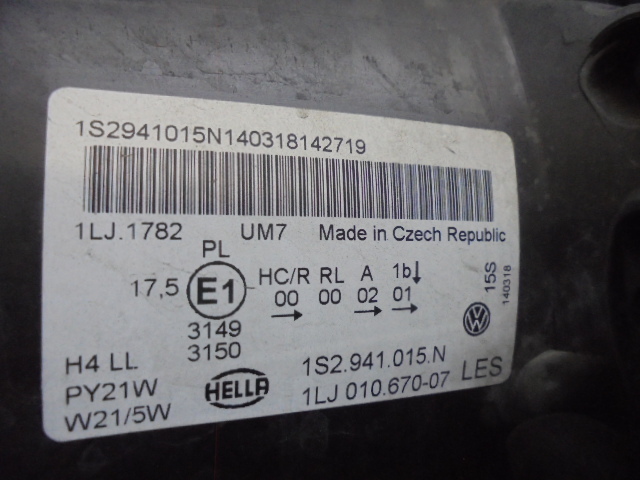 1S2941015N140318142719
1LJ.1782 UM7 Made in Czech Republic
PL
17,5 E1 HC/R RL A 1b↓
00 00 02 01
→ → →
3149
3150
15S
140318
VW
H4 LL
PY21W
W21/5W
HELLA
1S2.941.015.N
1LJ 010.670-07 LES